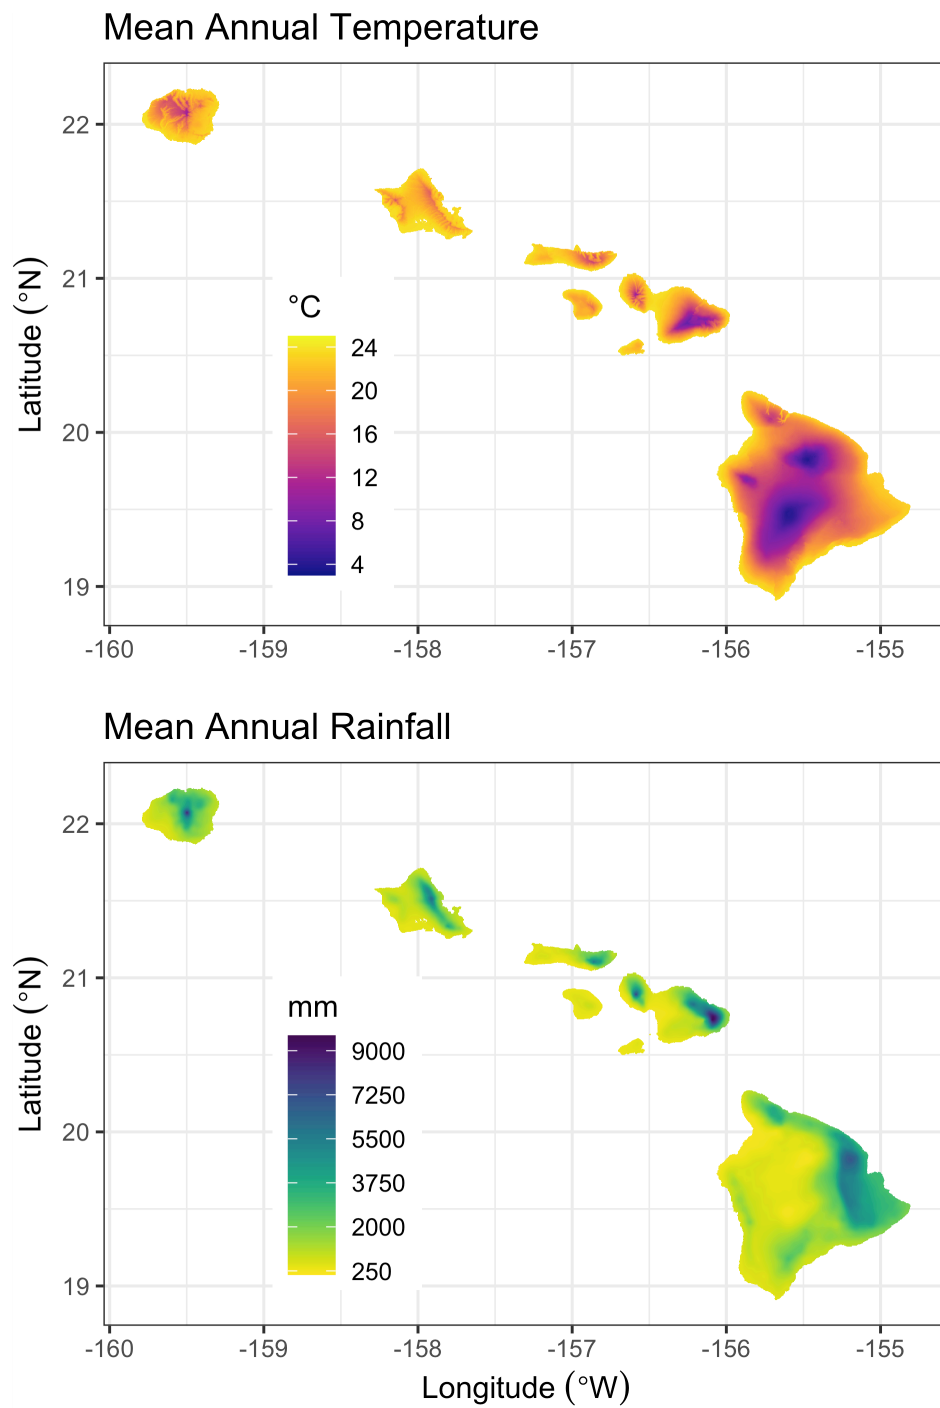 Mean Annual Temperature
22
21
20
19
Latitude (°N)
°C
24
20
16
12
8
4
-160 -159 -158 -157 -156 -155
Mean Annual Rainfall
22
21
20
19
Latitude (°N)
mm
9000
7250
5500
3750
2000
250
-160 -159 -158 -157 -156 -155
Longitude (°W)